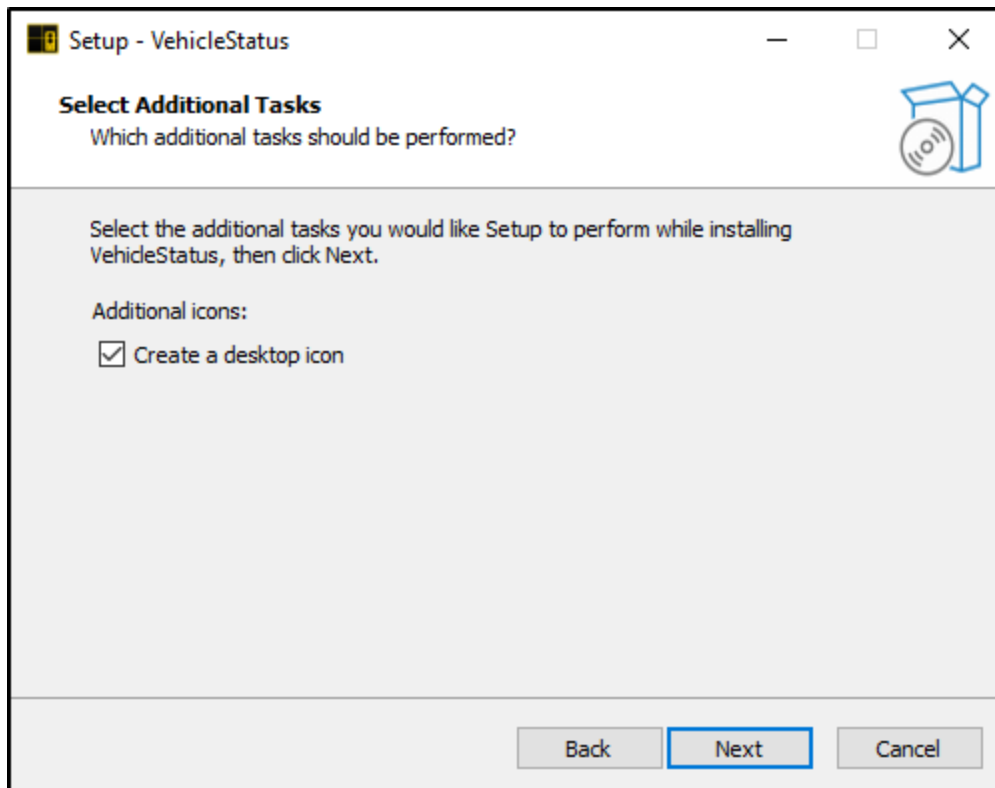 Setup - VehicleStatus
Select Additional Tasks
Which additional tasks should be performed?
Select the additional tasks you would like Setup to perform while installing
VehicleStatus, then click Next.
Additional icons:
Create a desktop icon
Back
Next
Cancel